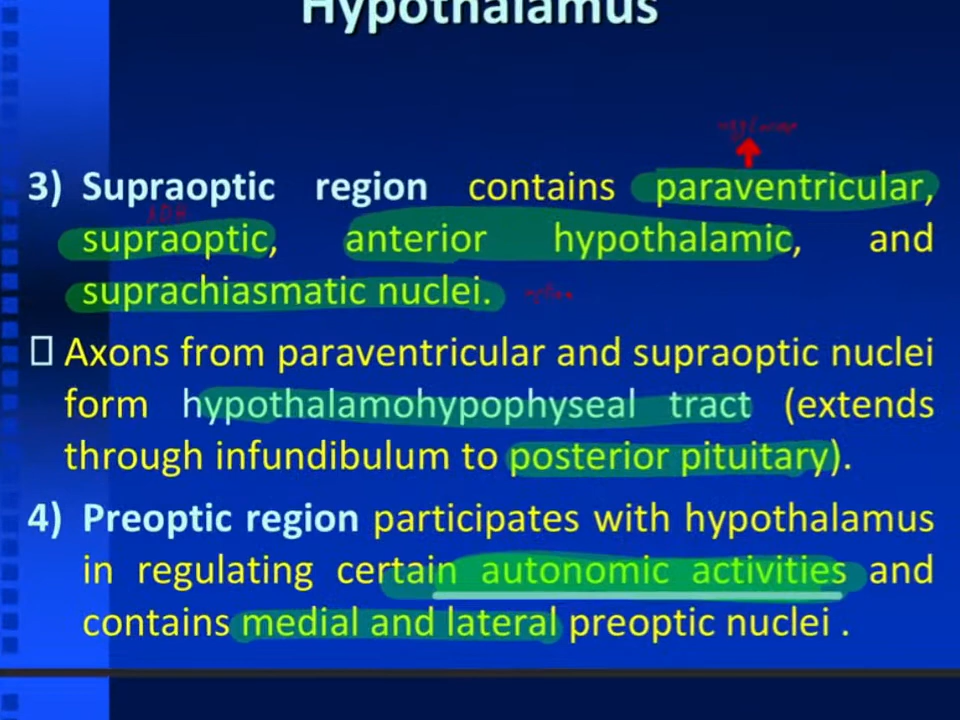 Hypothalamus
3) Supraoptic region contains paraventricular,
ADH
supraoptic, anterior hypothalamic, and
suprachiasmatic nuclei.
Axons from paraventricular and supraoptic nuclei
form hypothalamohypophyseal tract (extends
through infundibulum to posterior pituitary).
4) Preoptic region participates with hypothalamus
in regulating certain autonomic activities and
contains medial and lateral preoptic nuclei .